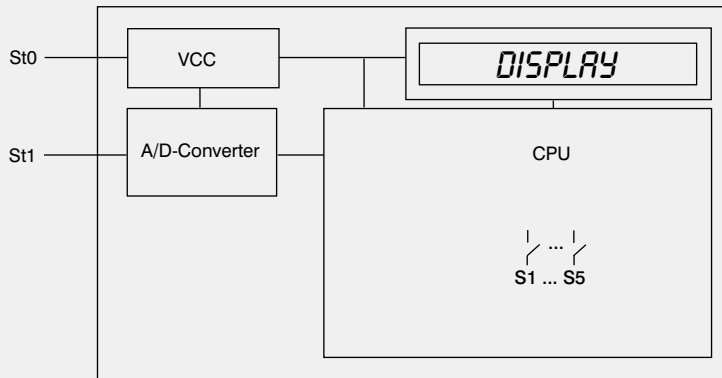 St0
VCC
DISPLAY
St1
A/D-Converter
CPU
...
S1 ... S5